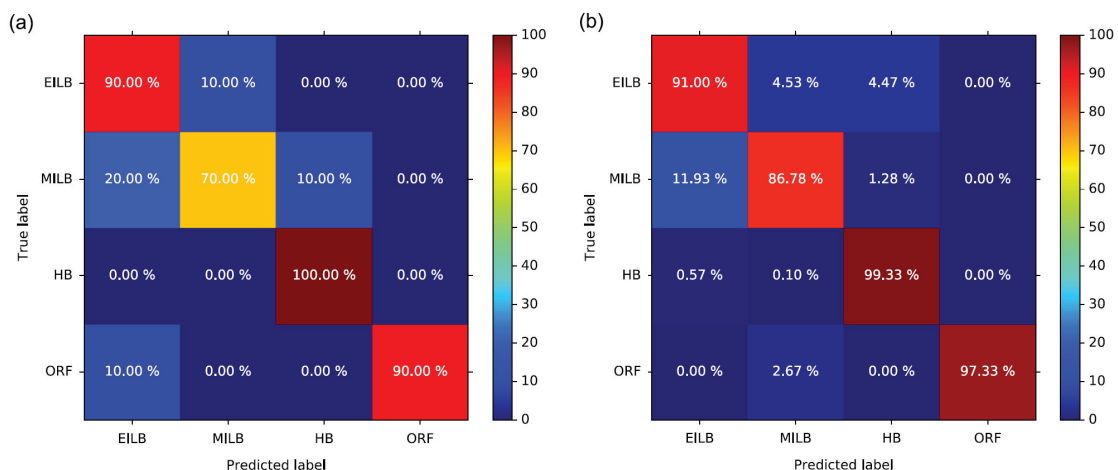 (a)
EILB
MILB
HB
ORF
True label
90.00 % 10.00 % 0.00 % 0.00 %
20.00 % 70.00 % 10.00 % 0.00 %
0.00 % 0.00 % 100.00 % 0.00 %
10.00 % 0.00 % 0.00 % 90.00 %
EILB MILB HB ORF
Predicted label
100
90
80
70
60
50
40
30
20
10
0
(b)
EILB
MILB
HB
ORF
True label
91.00 % 4.53 % 4.47 % 0.00 %
11.93 % 86.78 % 1.28 % 0.00 %
0.57 % 0.10 % 99.33 % 0.00 %
0.00 % 2.67 % 0.00 % 97.33 %
EILB MILB HB ORF
Predicted label
100
90
80
70
60
50
40
30
20
10
0